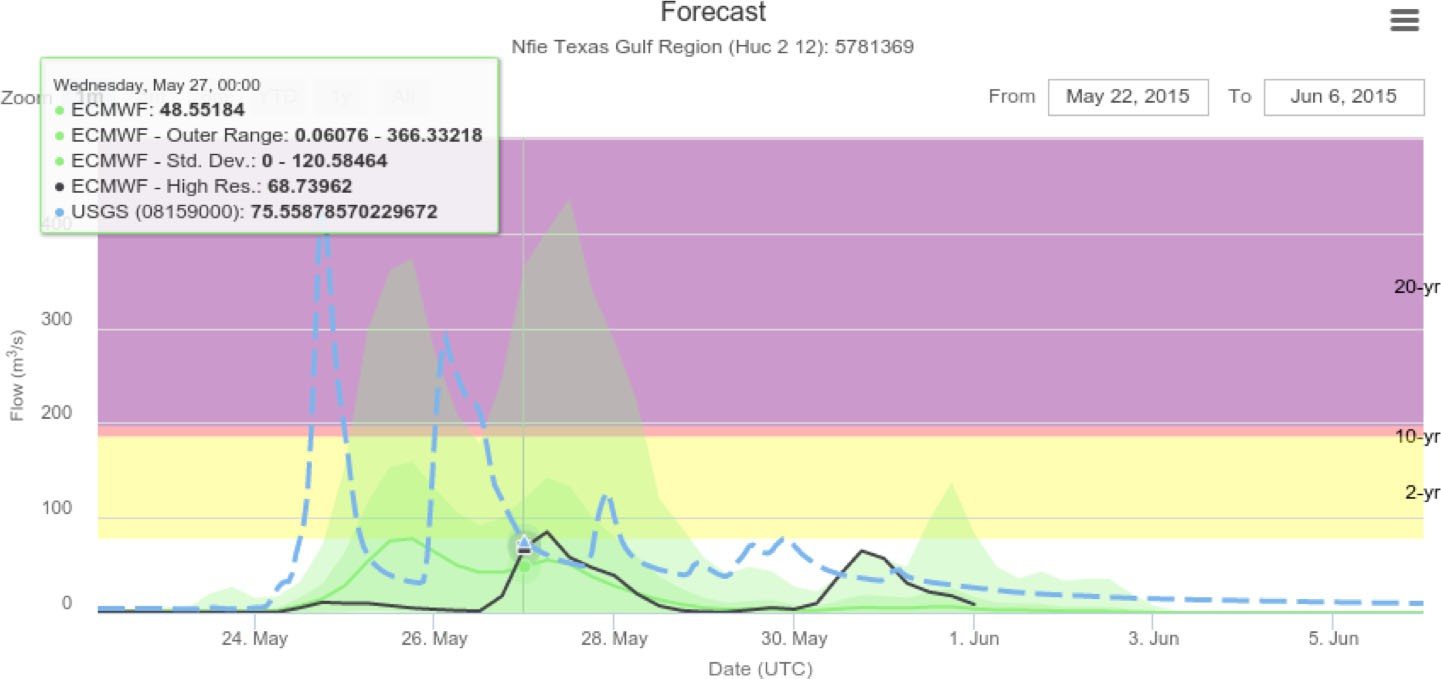 Forecast
Nfie Texas Gulf Region (Huc 2 12): 5781369
Zoom 1m YTD 1y All
From May 22, 2015 To Jun 6, 2015
Wednesday, May 27, 00:00
ECMWF: 48.55184
ECMWF - Outer Range: 0.06076 - 366.33218
ECMWF - Std. Dev.: 0 - 120.58464
ECMWF - High Res.: 68.73962
USGS (08159000): 75.55878570229672
400
300
200
100
0
Flow (m³/s)
20-yr
10-yr
2-yr
24. May 26. May 28. May 30. May 1. Jun 3. Jun 5. Jun
Date (UTC)